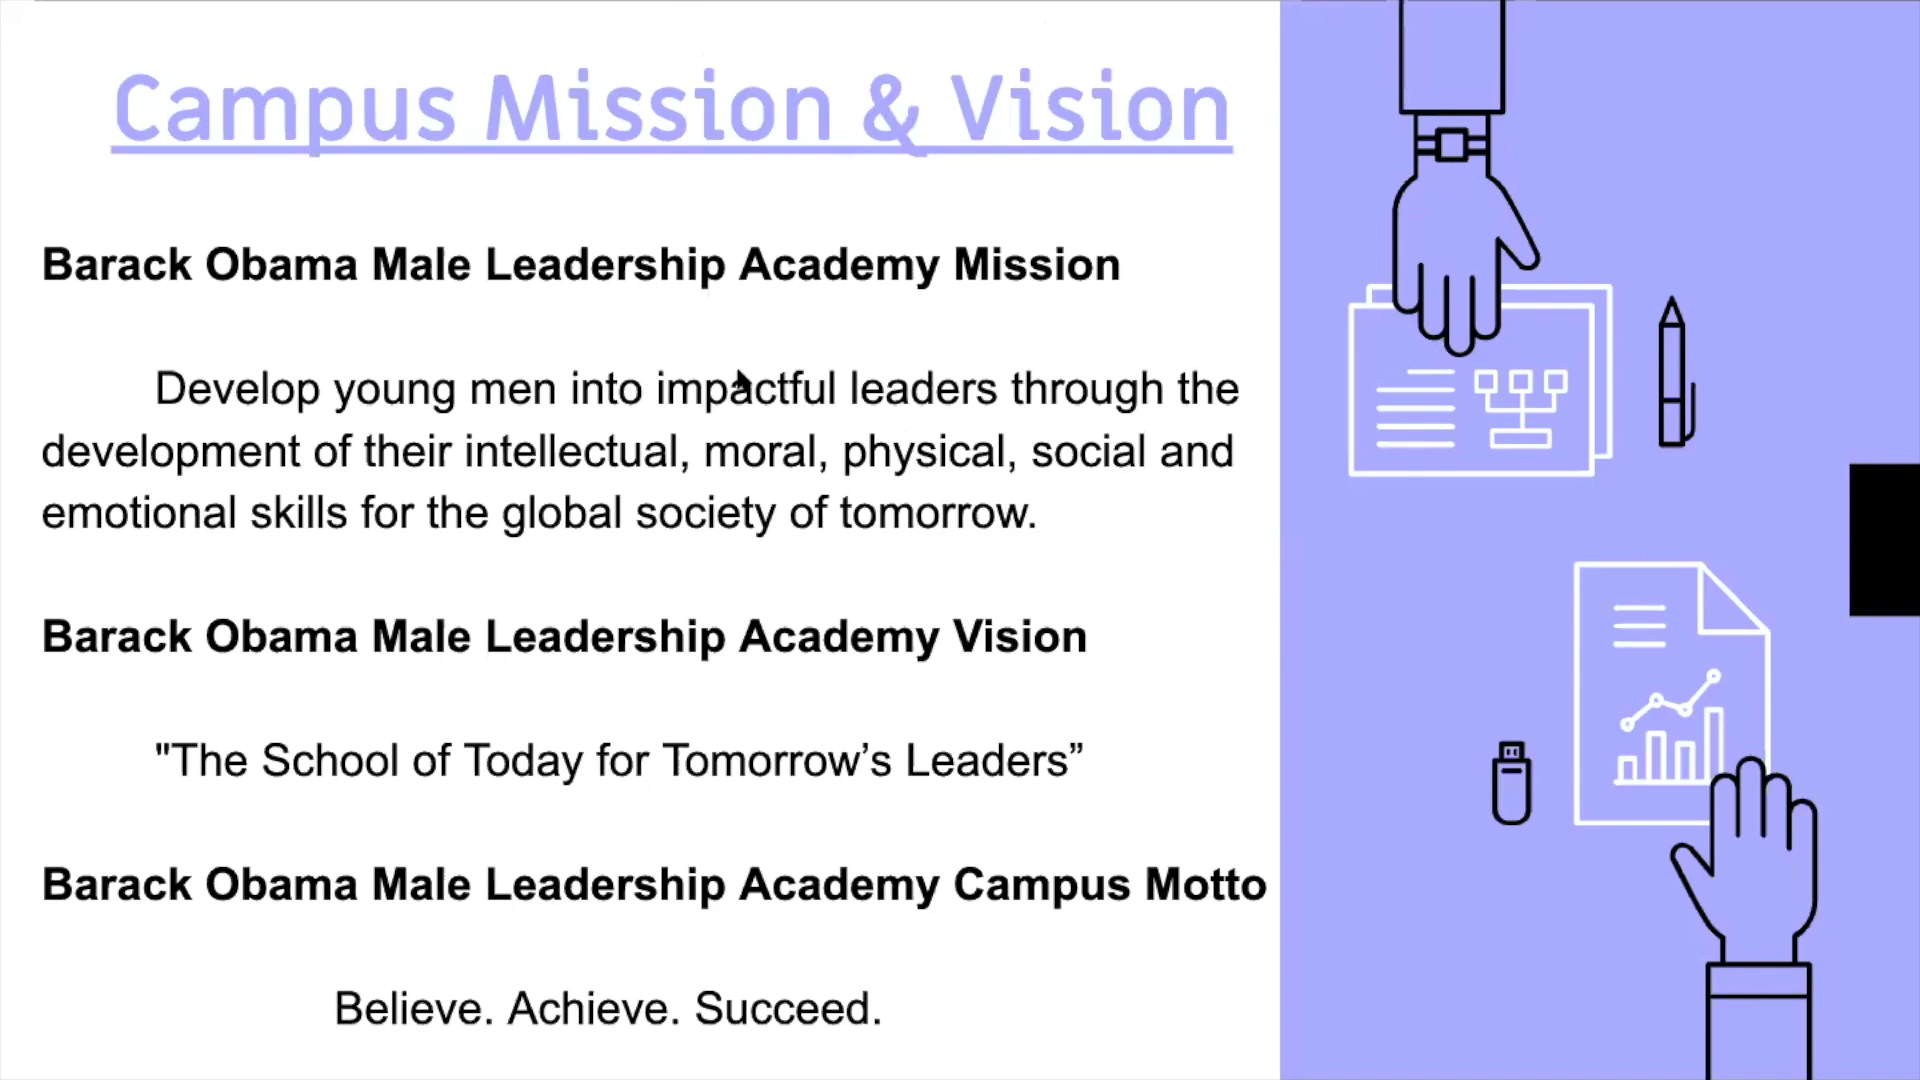 Campus Mission & Vision
Barack Obama Male Leadership Academy Mission
Develop young men into impactful leaders through the
development of their intellectual, moral, physical, social and
emotional skills for the global society of tomorrow.
Barack Obama Male Leadership Academy Vision
"The School of Today for Tomorrow’s Leaders”
Barack Obama Male Leadership Academy Campus Motto
Believe. Achieve. Succeed.